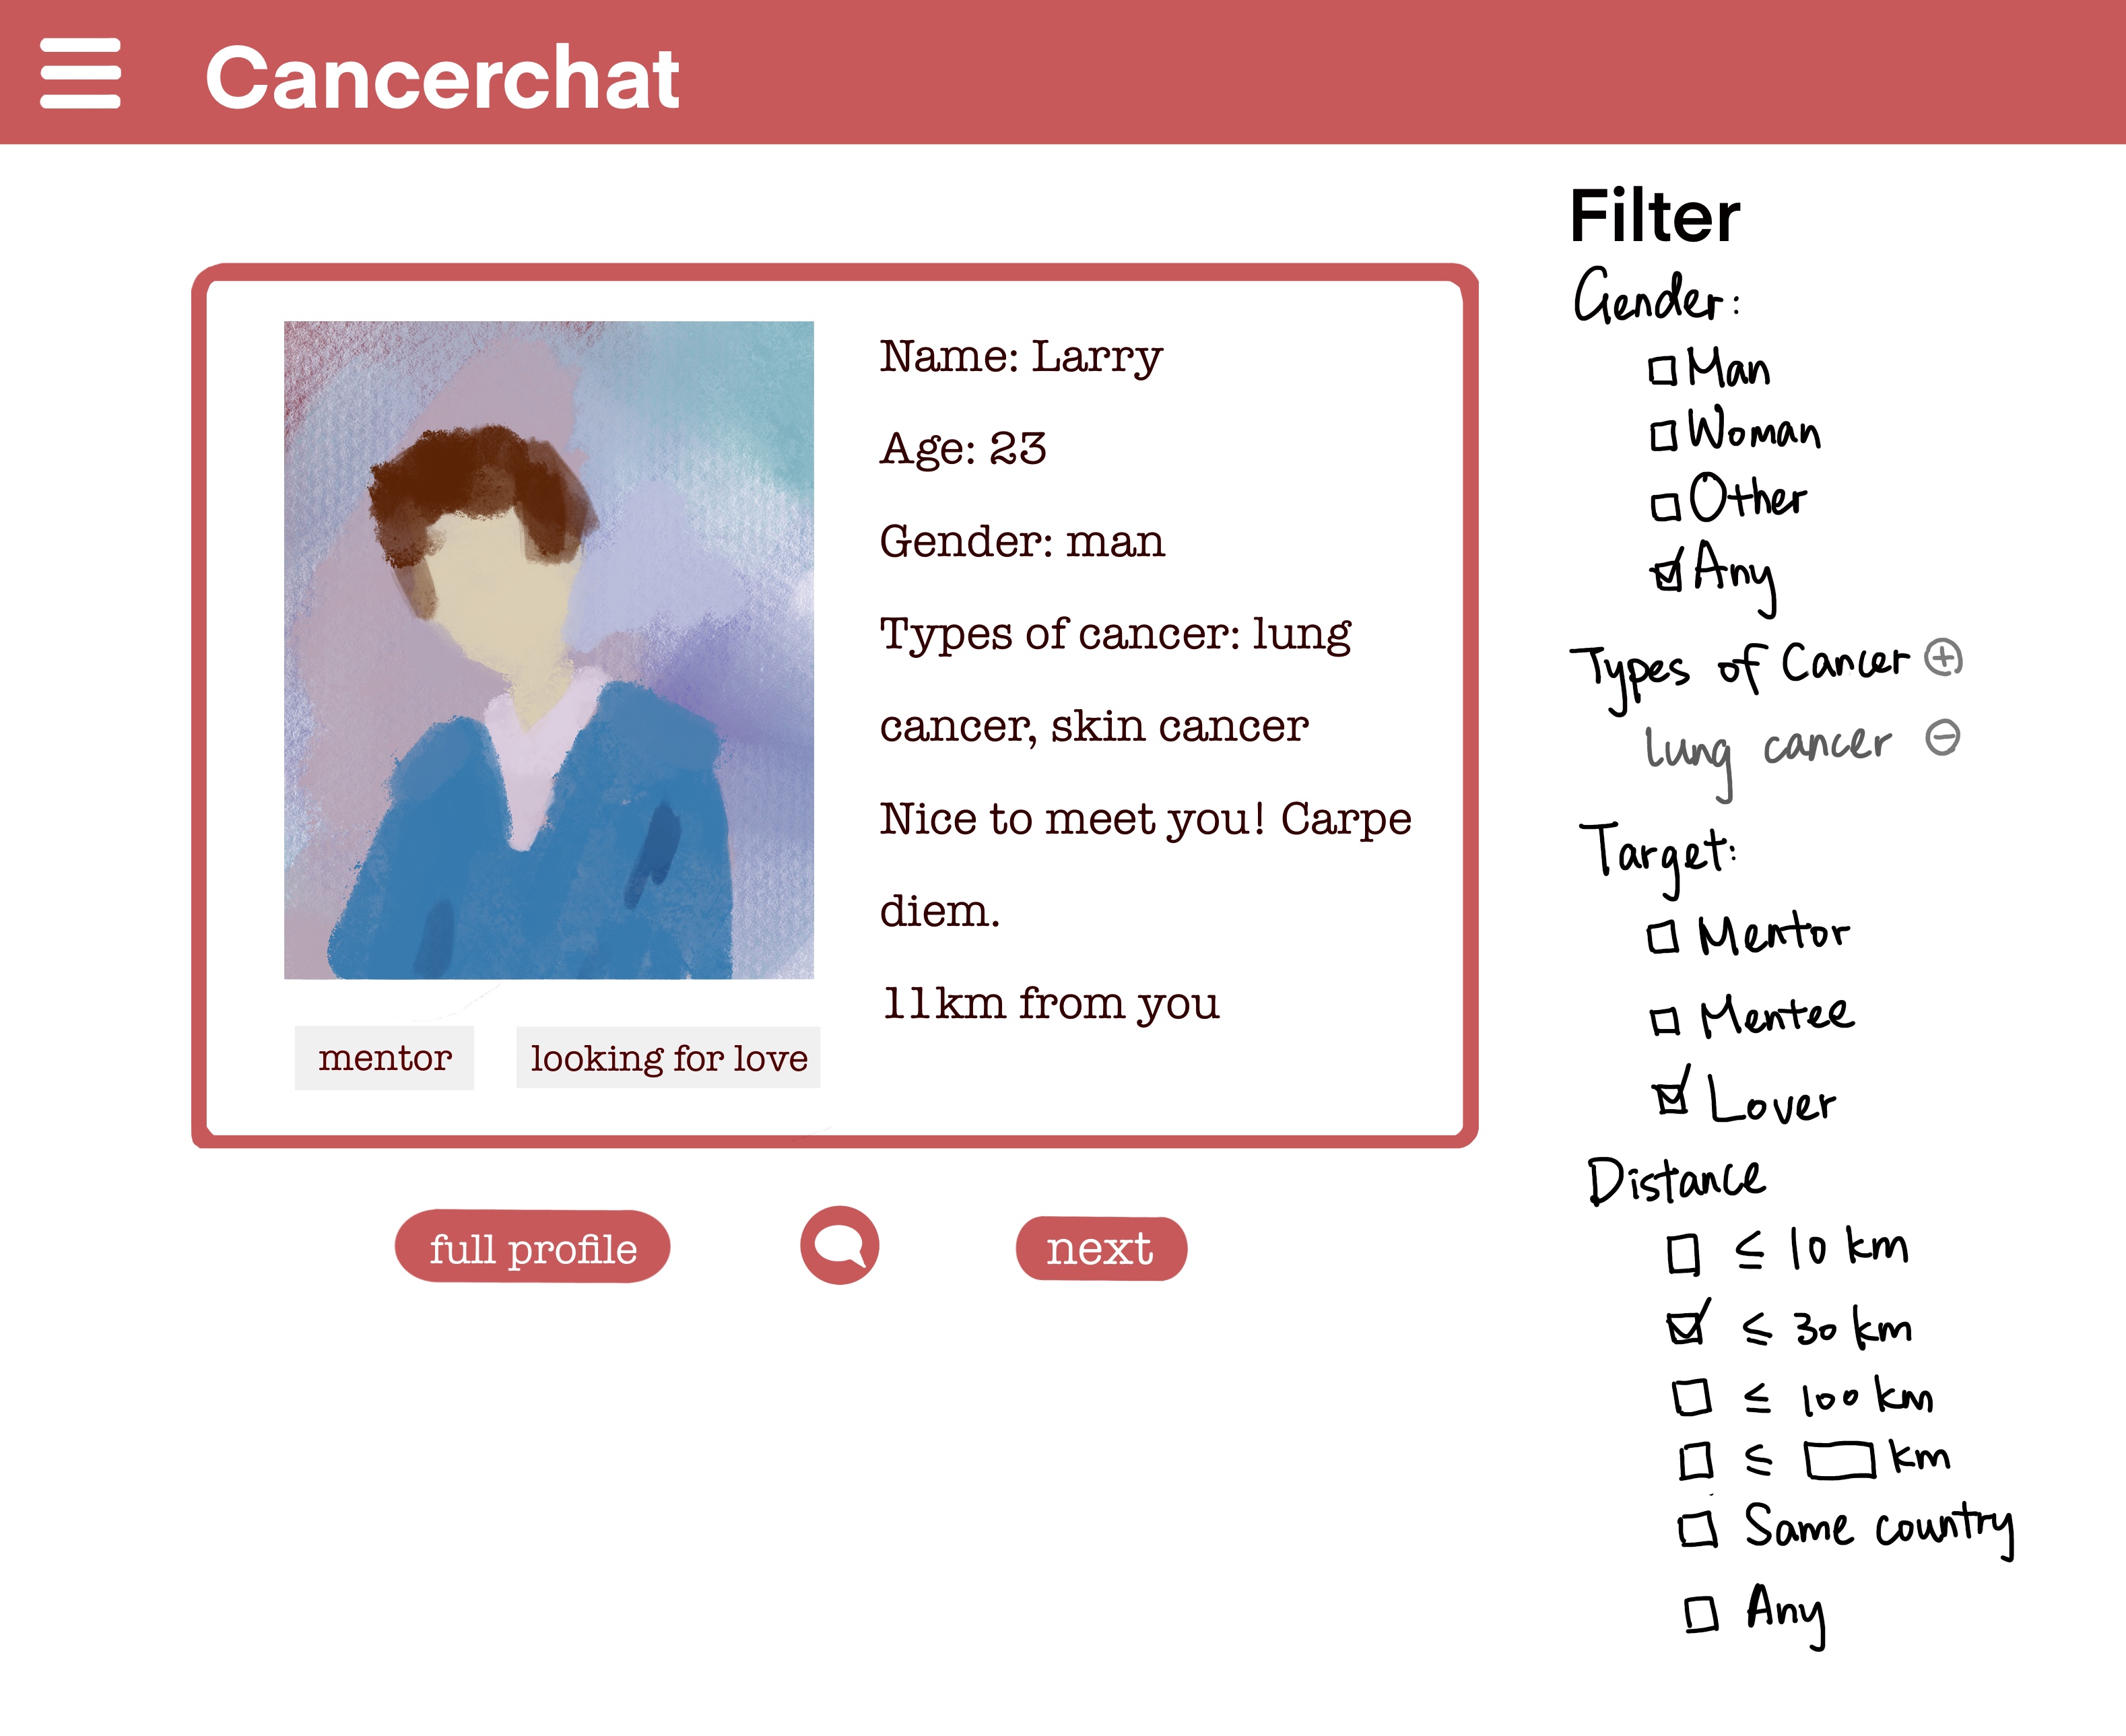 Cancerchat
Name: Larry
Age: 23
Gender: man
Types of cancer: lung
cancer, skin cancer
Nice to meet you! Carpe
diem.
11km from you
mentor
looking for love
full profile
next
Filter
Gender:
Man
Woman
Other
Any
Types of Cancer
lung cancer
Target:
Mentor
Mentee
Lover
Distance
≤ 10 km
≤ 30 km
≤ 100 km
≤ km
Same country
Any